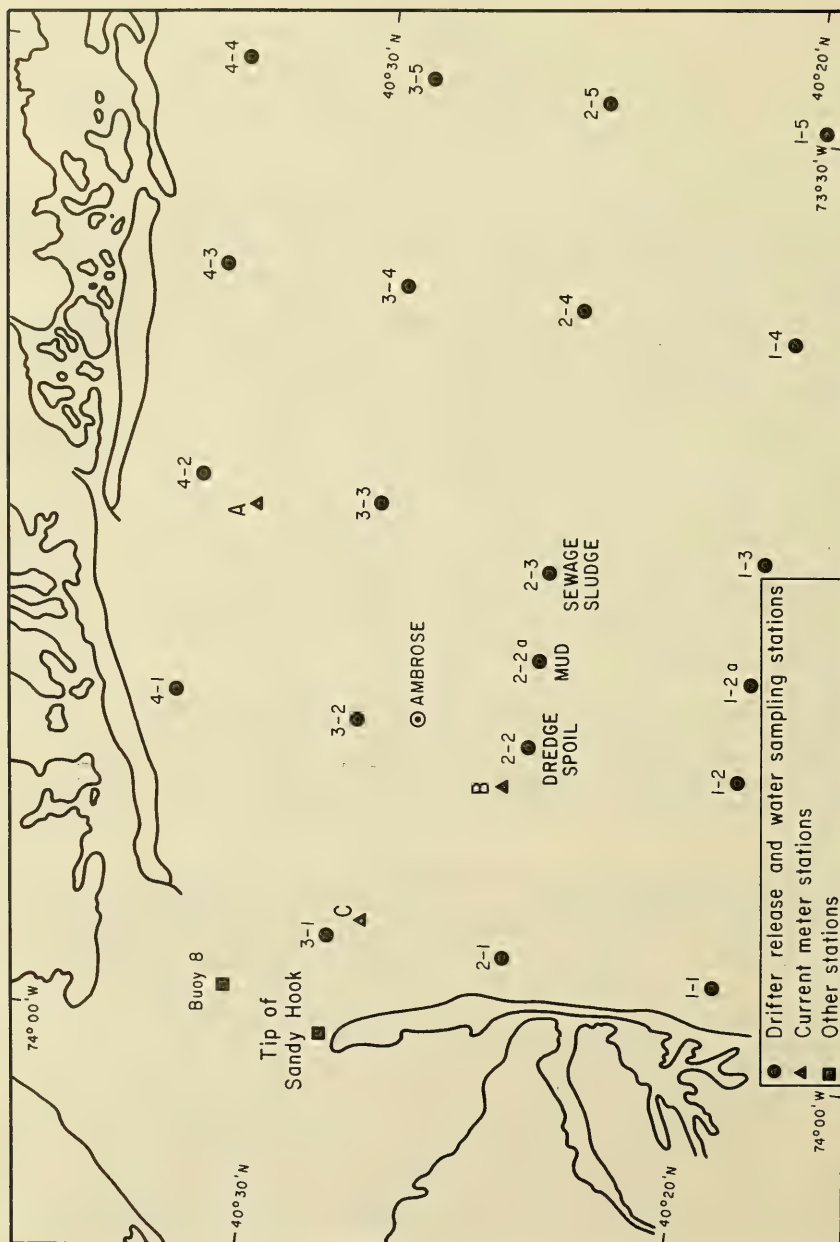 74°00'W
40°30'N
40°20'N
74°00'W
Buoy 8
Tip of
Sandy Hook
3-1
C
2-1
1-1
4-1
3-2
AMBROSE
B
2-2
DREDGE
SPOIL
2-2a
MUD
2-3
SEWAGE
SLUDGE
1-2
1-2a
1-3
4-2
A
3-3
4-3
3-4
2-4
1-4
4-4
40°30'N
3-5
2-5
1-5
73°30'W
40°20'N
Drifter release and water sampling stations
Current meter stations
Other stations